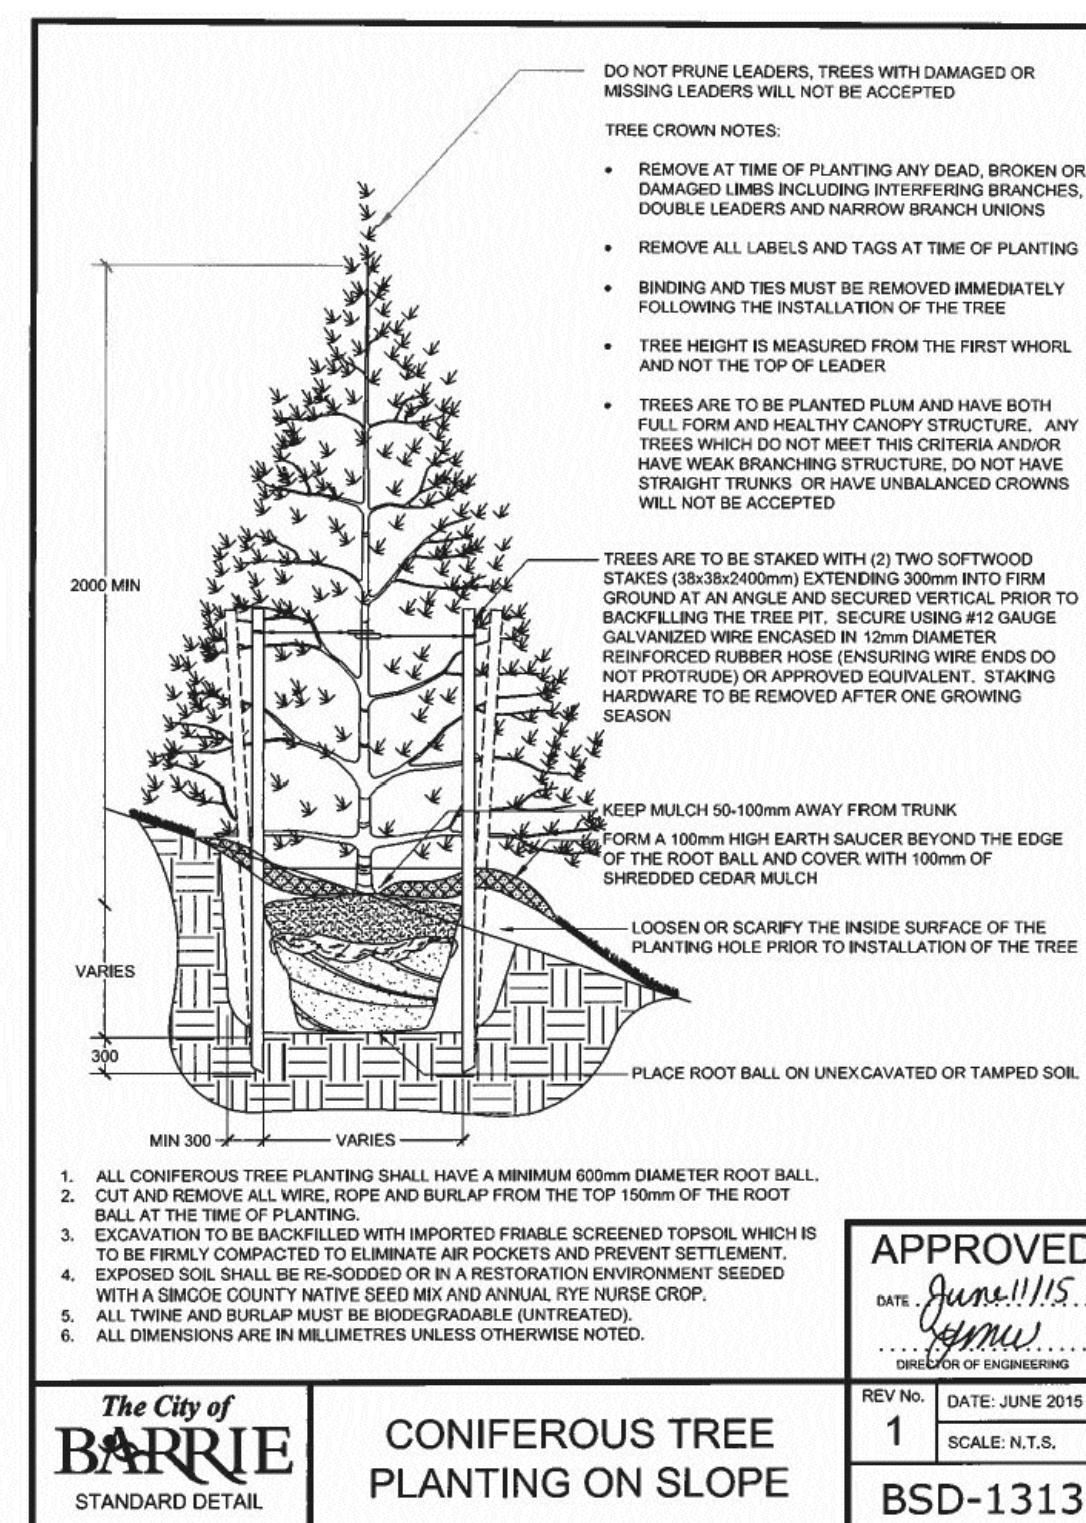 DO NOT PRUNE LEADERS, TREES WITH DAMAGED OR
MISSING LEADERS WILL NOT BE ACCEPTED
TREE CROWN NOTES:
• REMOVE AT TIME OF PLANTING ANY DEAD, BROKEN OR
DAMAGED LIMBS INCLUDING INTERFERING BRANCHES,
DOUBLE LEADERS AND NARROW BRANCH UNIONS
• REMOVE ALL LABELS AND TAGS AT TIME OF PLANTING
• BINDING AND TIES MUST BE REMOVED IMMEDIATELY
FOLLOWING THE INSTALLATION OF THE TREE
• TREE HEIGHT IS MEASURED FROM THE FIRST WHORL
AND NOT THE TOP OF LEADER
• TREES ARE TO BE PLANTED PLUM AND HAVE BOTH
FULL FORM AND HEALTHY CANOPY STRUCTURE. ANY
TREES WHICH DO NOT MEET THIS CRITERIA AND/OR
HAVE WEAK BRANCHING STRUCTURE, DO NOT HAVE
STRAIGHT TRUNKS OR HAVE UNBALANCED CROWNS
WILL NOT BE ACCEPTED
TREES ARE TO BE STAKED WITH (2) TWO SOFTWOOD
STAKES (38x38x2400mm) EXTENDING 300mm INTO FIRM
GROUND AT AN ANGLE AND SECURED VERTICAL PRIOR TO
BACKFILLING THE TREE PIT. SECURE USING #12 GAUGE
GALVANIZED WIRE ENCASED IN 12mm DIAMETER
REINFORCED RUBBER HOSE (ENSURING WIRE ENDS DO
NOT PROTRUDE) OR APPROVED EQUIVALENT. STAKING
HARDWARE TO BE REMOVED AFTER ONE GROWING
SEASON
2000 MIN
KEEP MULCH 50-100mm AWAY FROM TRUNK
FORM A 100mm HIGH EARTH SAUCER BEYOND THE EDGE
OF THE ROOT BALL AND COVER WITH 100mm OF
SHREDDED CEDAR MULCH
LOOSEN OR SCARIFY THE INSIDE SURFACE OF THE
PLANTING HOLE PRIOR TO INSTALLATION OF THE TREE
VARIES
300
PLACE ROOT BALL ON UNEXCAVATED OR TAMPED SOIL
MIN 300
VARIES
1. ALL CONIFEROUS TREE PLANTING SHALL HAVE A MINIMUM 600mm DIAMETER ROOT BALL.
2. CUT AND REMOVE ALL WIRE, ROPE AND BURLAP FROM THE TOP 150mm OF THE ROOT
BALL AT THE TIME OF PLANTING.
3. EXCAVATION TO BE BACKFILLED WITH IMPORTED FRIABLE SCREENED TOPSOIL WHICH IS
TO BE FIRMLY COMPACTED TO ELIMINATE AIR POCKETS AND PREVENT SETTLEMENT.
4. EXPOSED SOIL SHALL BE RE-SODDED OR IN A RESTORATION ENVIRONMENT SEEDED
WITH A SIMCOE COUNTY NATIVE SEED MIX AND ANNUAL RYE NURSE CROP.
5. ALL TWINE AND BURLAP MUST BE BIODEGRADABLE (UNTREATED).
6. ALL DIMENSIONS ARE IN MILLIMETRES UNLESS OTHERWISE NOTED.
APPROVED
DATE June 11/15
DIRECTOR OF ENGINEERING
The City of
BARRIE
STANDARD DETAIL
CONIFEROUS TREE
PLANTING ON SLOPE
REV No.
1
DATE: JUNE 2015
SCALE: N.T.S.
BSD-1313